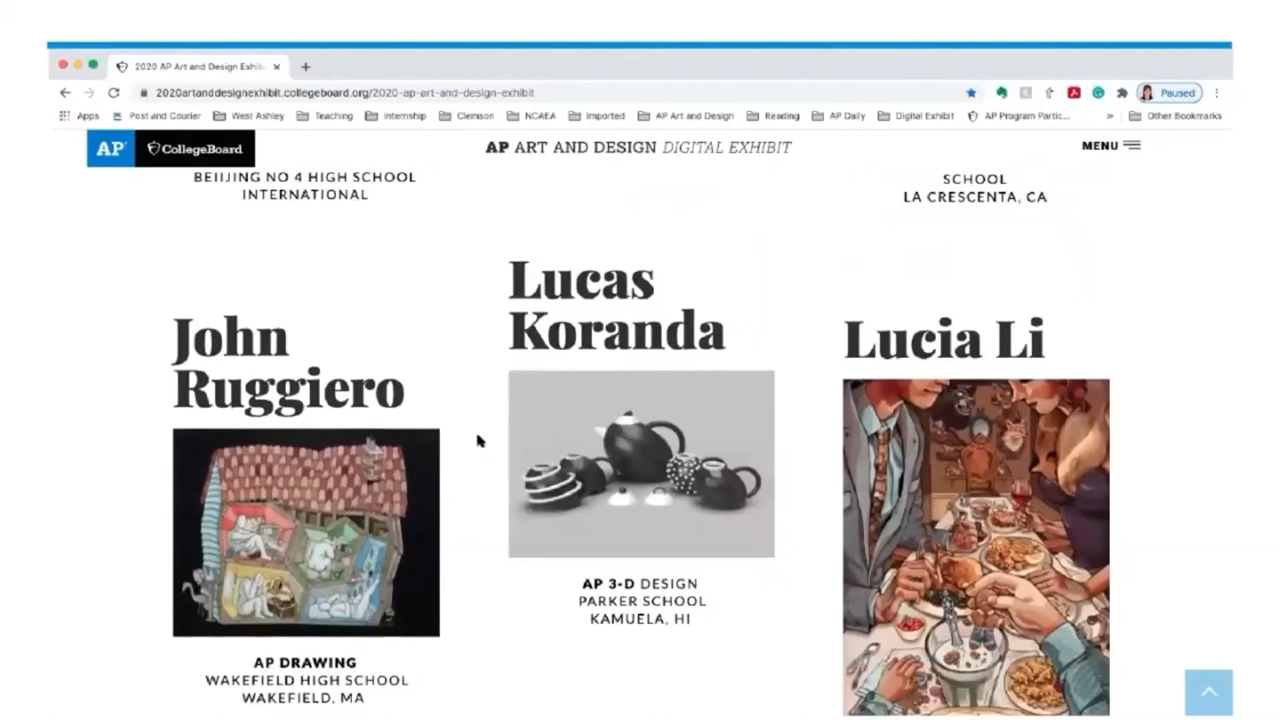 2020 AP Art and Design Exhib
2020artanddesignexhibit.collegeboard.org/2020-ap-art-and-design-exhibit
Paused
Apps Post and Courier West Ashley Teaching Internship Clemson NCAEA Imported AP Art and Design Reading AP Daily Digital Exhibit AP Program Partic... » Other Bookmarks
AP CollegeBoard
AP ART AND DESIGN DIGITAL EXHIBIT
MENU
BEIIJING NO 4 HIGH SCHOOL
INTERNATIONAL
SCHOOL
LA CRESCENTA, CA
John
Ruggiero
AP DRAWING
WAKEFIELD HIGH SCHOOL
WAKEFIELD, MA
Lucas
Koranda
AP 3-D DESIGN
PARKER SCHOOL
KAMUELA, HI
Lucia Li